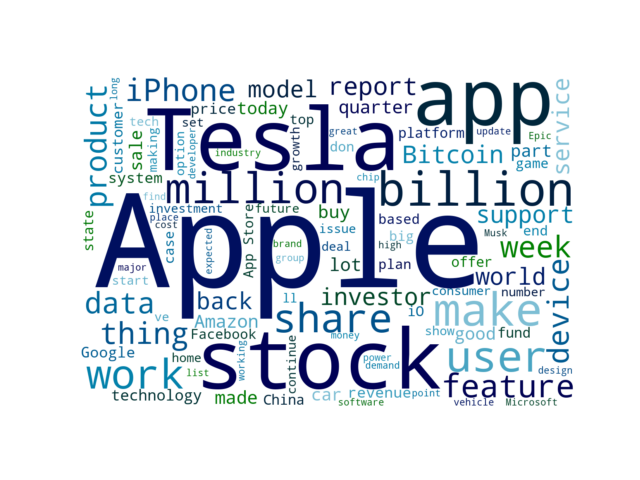 iPhone
model
report
app
service
long
product
customer
tech
making
sale
price
today
set
option
developer
Tesla
top
growth
quarter
great
don
platform
update
Epic
Bitcoin
part
game
industry
system
find
million
chip
billion
state
investment
place
cost
case
expected
Apple
future
App Store
brand
group
buy
issue
deal
high
based
big
plan
Musk
support
end
week
offer
major
start
world
device
data
back
ll
lot
investor
iO
consumer
number
thing
ve
Amazon
Facebook
share
money
show
make
good
fund
Google
home
list
working
stock
continue
power
demand
user
design
work
feature
technology
made
China
car
software
revenue
point
vehicle
Microsoft